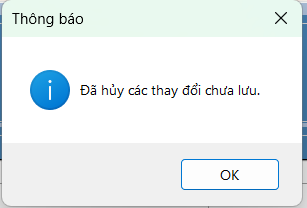 Thông báo
Đã hủy các thay đổi chưa lưu.
OK